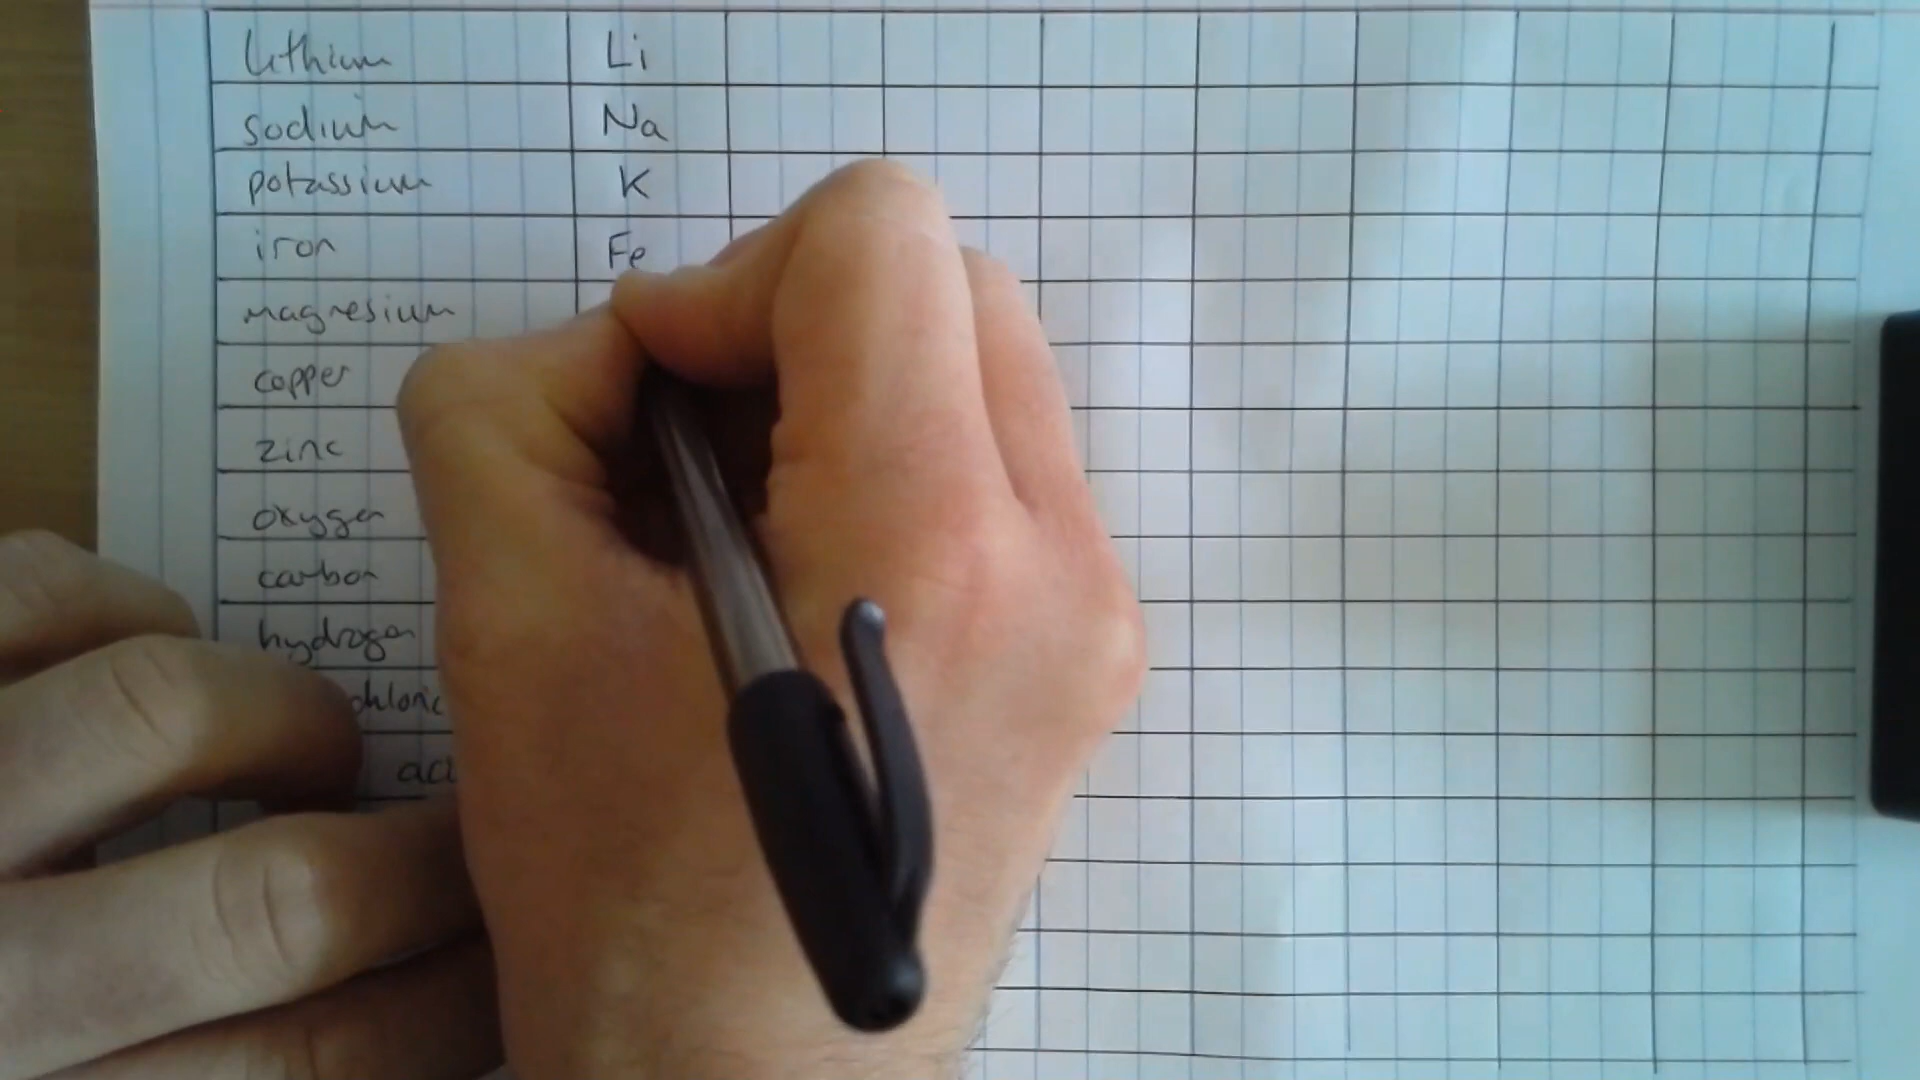 lithium Li
sodium Na
potassium K
iron Fe
magnesium
copper
zinc
oxygen
carbon
hydrogen